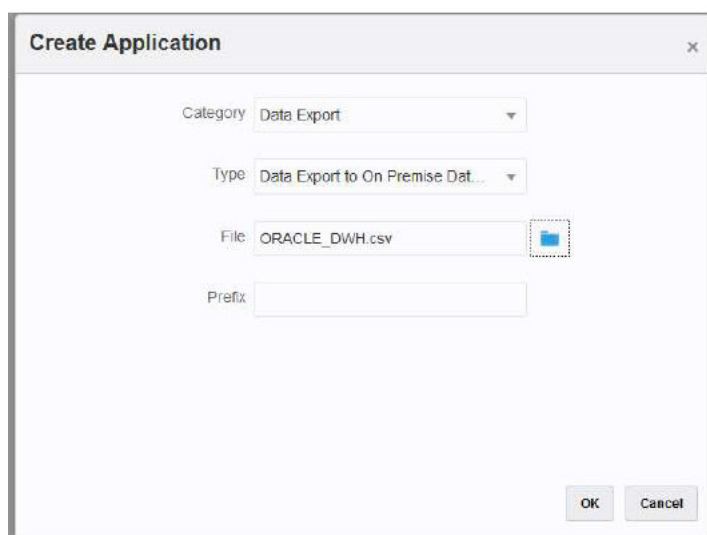 Create Application
×
Category Data Export
Type Data Export to On Premise Dat...
File ORACLE_DWH.csv
Prefix
OK Cancel